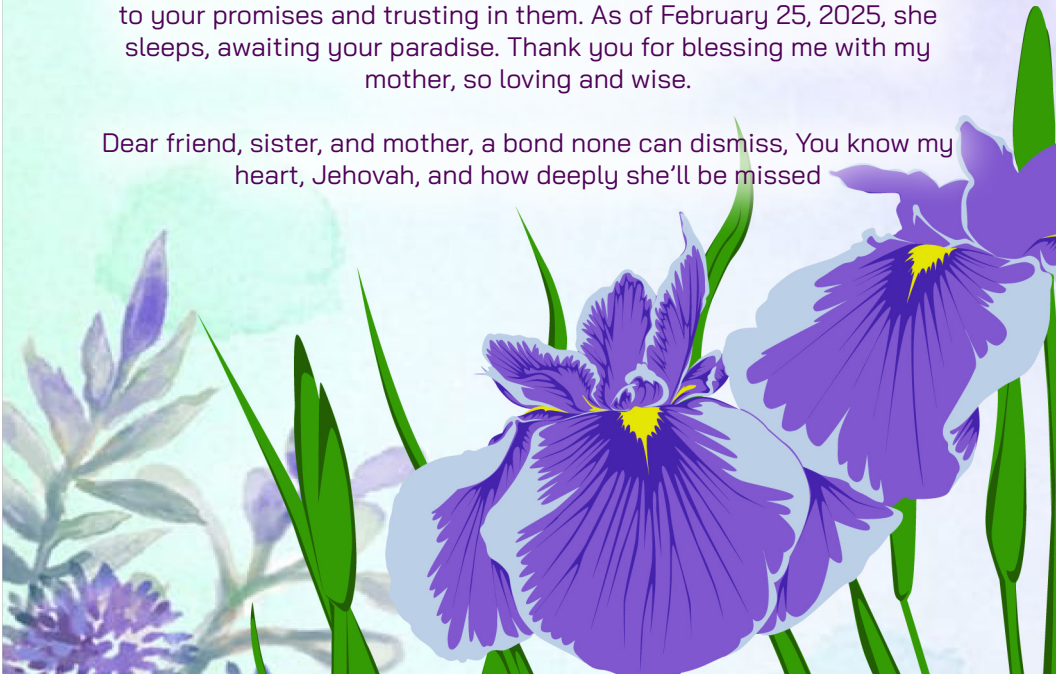 to your promises and trusting in them. As of February 25, 2025, she
sleeps, awaiting your paradise. Thank you for blessing me with my
mother, so loving and wise.
Dear friend, sister, and mother, a bond none can dismiss, You know my
heart, Jehovah, and how deeply she’ll be missed